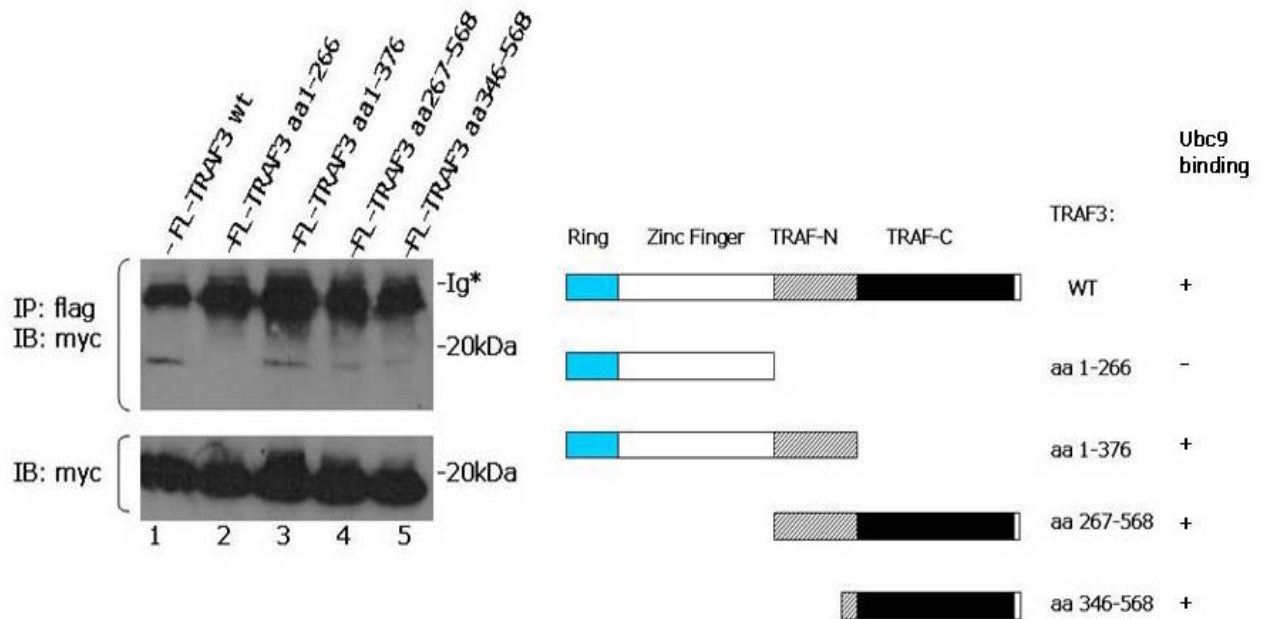 -- FL-TRAF3 wt
-FL-TRAF3 aa1-266
-FL-TRAF3 aa1-376
-FL-TRAF3 aa267-568
-FL-TRAF3 aa346-568
IP: flag
IB: myc
-Ig*
-20kDa
IB: myc
-20kDa
1 2 3 4 5
Ubc9
binding
TRAF3:
Ring Zinc Finger TRAF-N TRAF-C
WT +
aa 1-266 -
aa 1-376 +
aa 267-568 +
aa 346-568 +